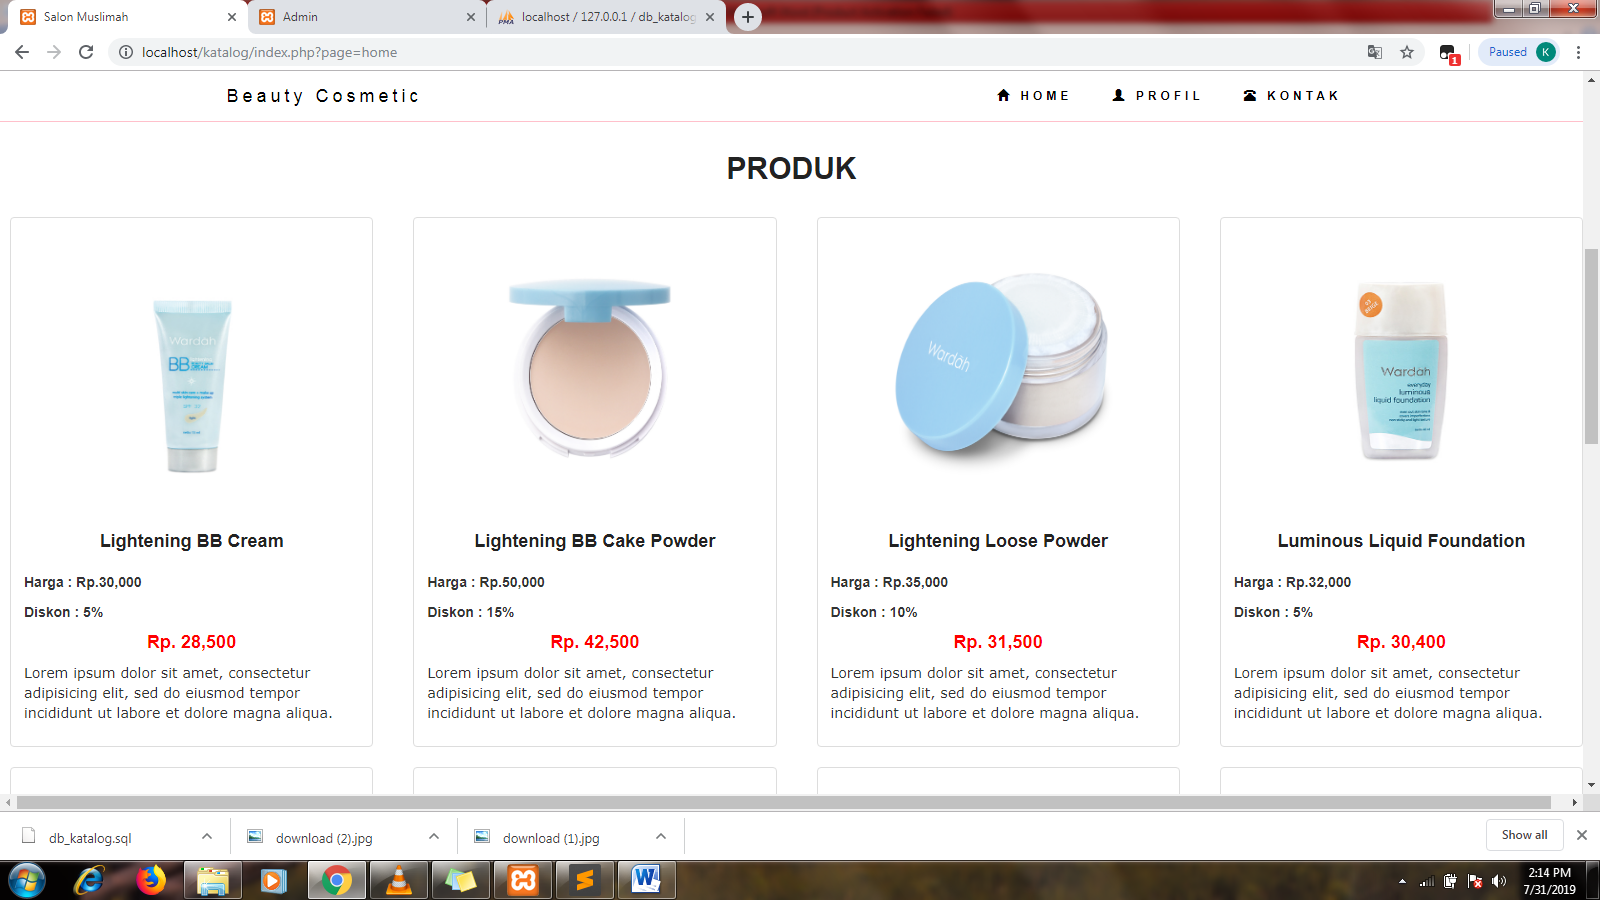 Salon Muslimah
Admin
localhost / 127.0.0.1 / db_katalog
localhost/katalog/index.php?page=home
1
Paused
K
Beauty Cosmetic
HOME
PROFIL
KONTAK
PRODUK
Wardah
BB
CREAM
Wardah
Wardah
everyday
luminous
liquid foundation
Lightening BB Cream
Harga : Rp.30,000
Diskon : 5%
Rp. 28,500
Lorem ipsum dolor sit amet, consectetur
adipisicing elit, sed do eiusmod tempor
incididunt ut labore et dolore magna aliqua.
Lightening BB Cake Powder
Harga : Rp.50,000
Diskon : 15%
Rp. 42,500
Lorem ipsum dolor sit amet, consectetur
adipisicing elit, sed do eiusmod tempor
incididunt ut labore et dolore magna aliqua.
Lightening Loose Powder
Harga : Rp.35,000
Diskon : 10%
Rp. 31,500
Lorem ipsum dolor sit amet, consectetur
adipisicing elit, sed do eiusmod tempor
incididunt ut labore et dolore magna aliqua.
Luminous Liquid Foundation
Harga : Rp.32,000
Diskon : 5%
Rp. 30,400
Lorem ipsum dolor sit amet, consectetur
adipisicing elit, sed do eiusmod tempor
incididunt ut labore et dolore magna aliqua.
db_katalog.sql
download (2).jpg
download (1).jpg
Show all
2:14 PM
7/31/2019